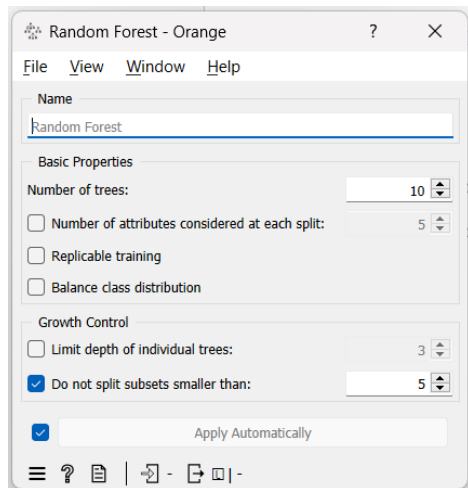 Random Forest - Orange ? X
File View Window Help
Name
Random Forest
Basic Properties
Number of trees: 10
Number of attributes considered at each split: 5
Replicable training
Balance class distribution
Growth Control
Limit depth of individual trees: 3
Do not split subsets smaller than: 5
Apply Automatically
? | - | -